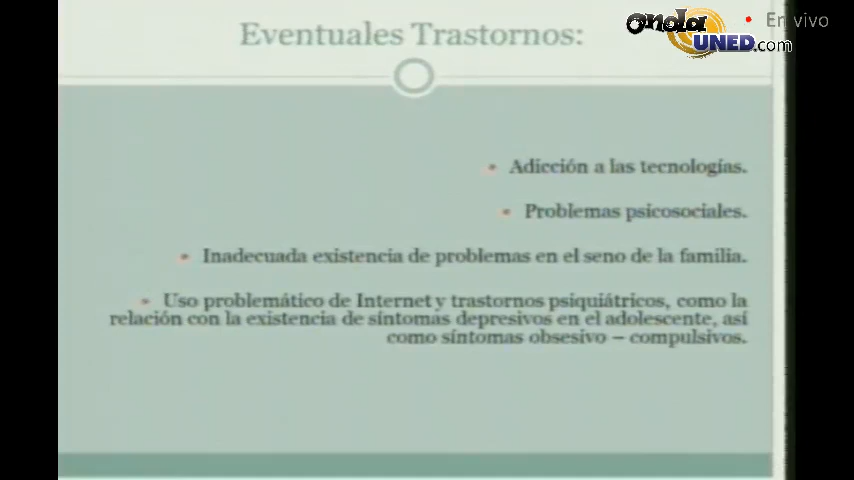 Eventuales Trastornos:
onda
UNED.com
• En vivo
• Adicción a las tecnologías.
• Problemas psicosociales.
• Inadecuada existencia de problemas en el seno de la familia.
• Uso problemático de Internet y trastornos psiquiátricos, como la
relación con la existencia de síntomas depresivos en el adolescente, así
como síntomas obsesivo – compulsivos.